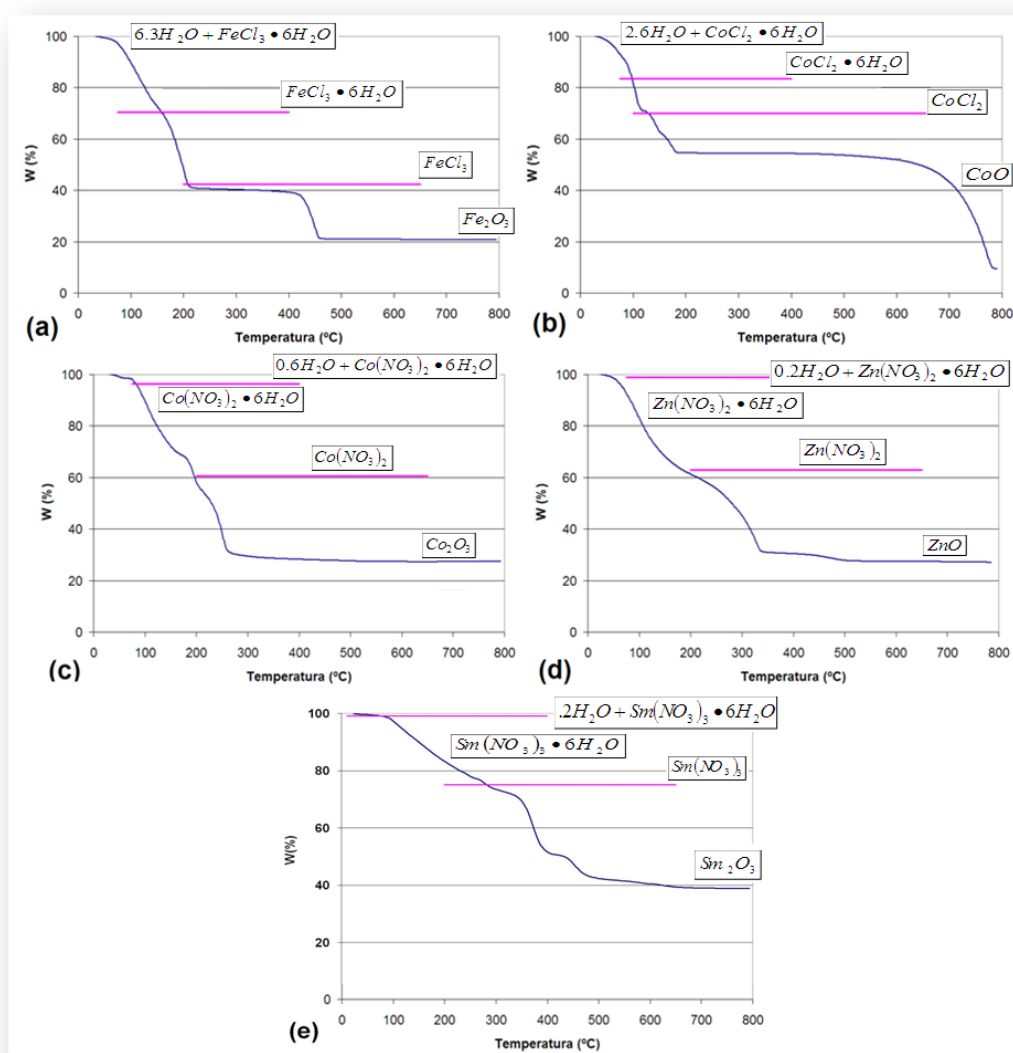 6.3H₂O + FeCl₃ • 6H₂O
FeCl₃ • 6H₂O
FeCl₃
Fe₂O₃
W (%)
100
80
60
40
20
0
0 100 200 300 400 500 600 700 800
Temperatura (ºC)
(a)
2.6H₂O + CoCl₂ • 6H₂O
CoCl₂ • 6H₂O
CoCl₂
CoO
W (%)
100
80
60
40
20
0
0 100 200 300 400 500 600 700 800
Temperatura (ºC)
(b)
0.6H₂O + Co(NO₃)₂ • 6H₂O
Co(NO₃)₂ • 6H₂O
Co(NO₃)₂
Co₂O₃
W (%)
100
80
60
40
20
0
0 100 200 300 400 500 600 700 800
Temperatura (ºC)
(c)
0.2H₂O + Zn(NO₃)₂ • 6H₂O
Zn(NO₃)₂ • 6H₂O
Zn(NO₃)₂
ZnO
W (%)
100
80
60
40
20
0
0 100 200 300 400 500 600 700 800
Temperatura (ºC)
(d)
.2H₂O + Sm(NO₃)₃ • 6H₂O
Sm(NO₃)₃ • 6H₂O
Sm(NO₃)₃
Sm₂O₃
W(%)
100
80
60
40
20
0
0 100 200 300 400 500 600 700 800
Temperatura (ºC)
(e)